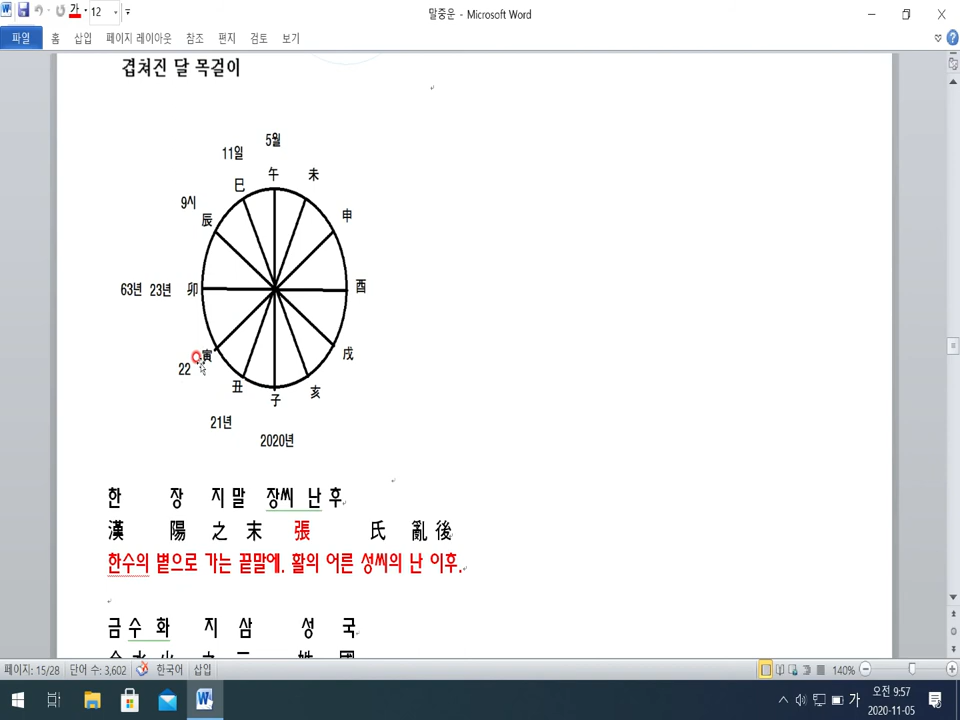 가 12
말중운 - Microsoft Word
파일 홈 삽입 페이지 레이아웃 참조 편지 검토 보기
겹쳐진 달 목걸이
5월
11일
午 未
巳
9시
辰 申
63년 23년 卯 酉
寅 戌
22
丑 亥
子
21년
2020년
한 장 지 말 장씨 난 후
漢 陽 之 末 張 氏 亂 後
한수의 볕으로 가는 끝말에. 활의 어른 성씨의 난 이후.
금 수 화 지 삼 성 국
페이지: 15/28 단어 수: 3,602 한국어 삽입 140%
가 오전 9:57
2020-11-05